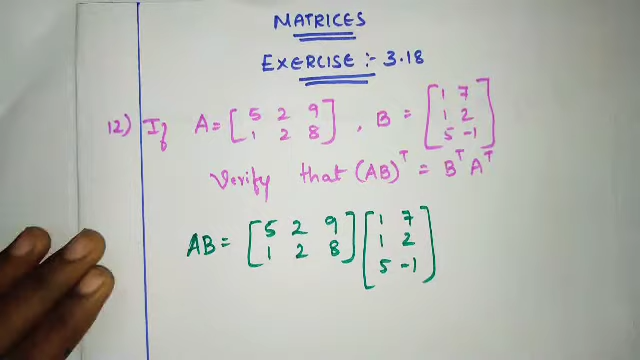 MATRICES
EXERCISE :- 3.18
12) If A = [ 5 2 9 ; 1 2 8 ] , B = [ 1 7 ; 1 2 ; 5 -1 ]
Verify that (AB)^T = B^T A^T
AB = [ 5 2 9 ; 1 2 8 ] [ 1 7 ; 1 2 ; 5 -1 ]